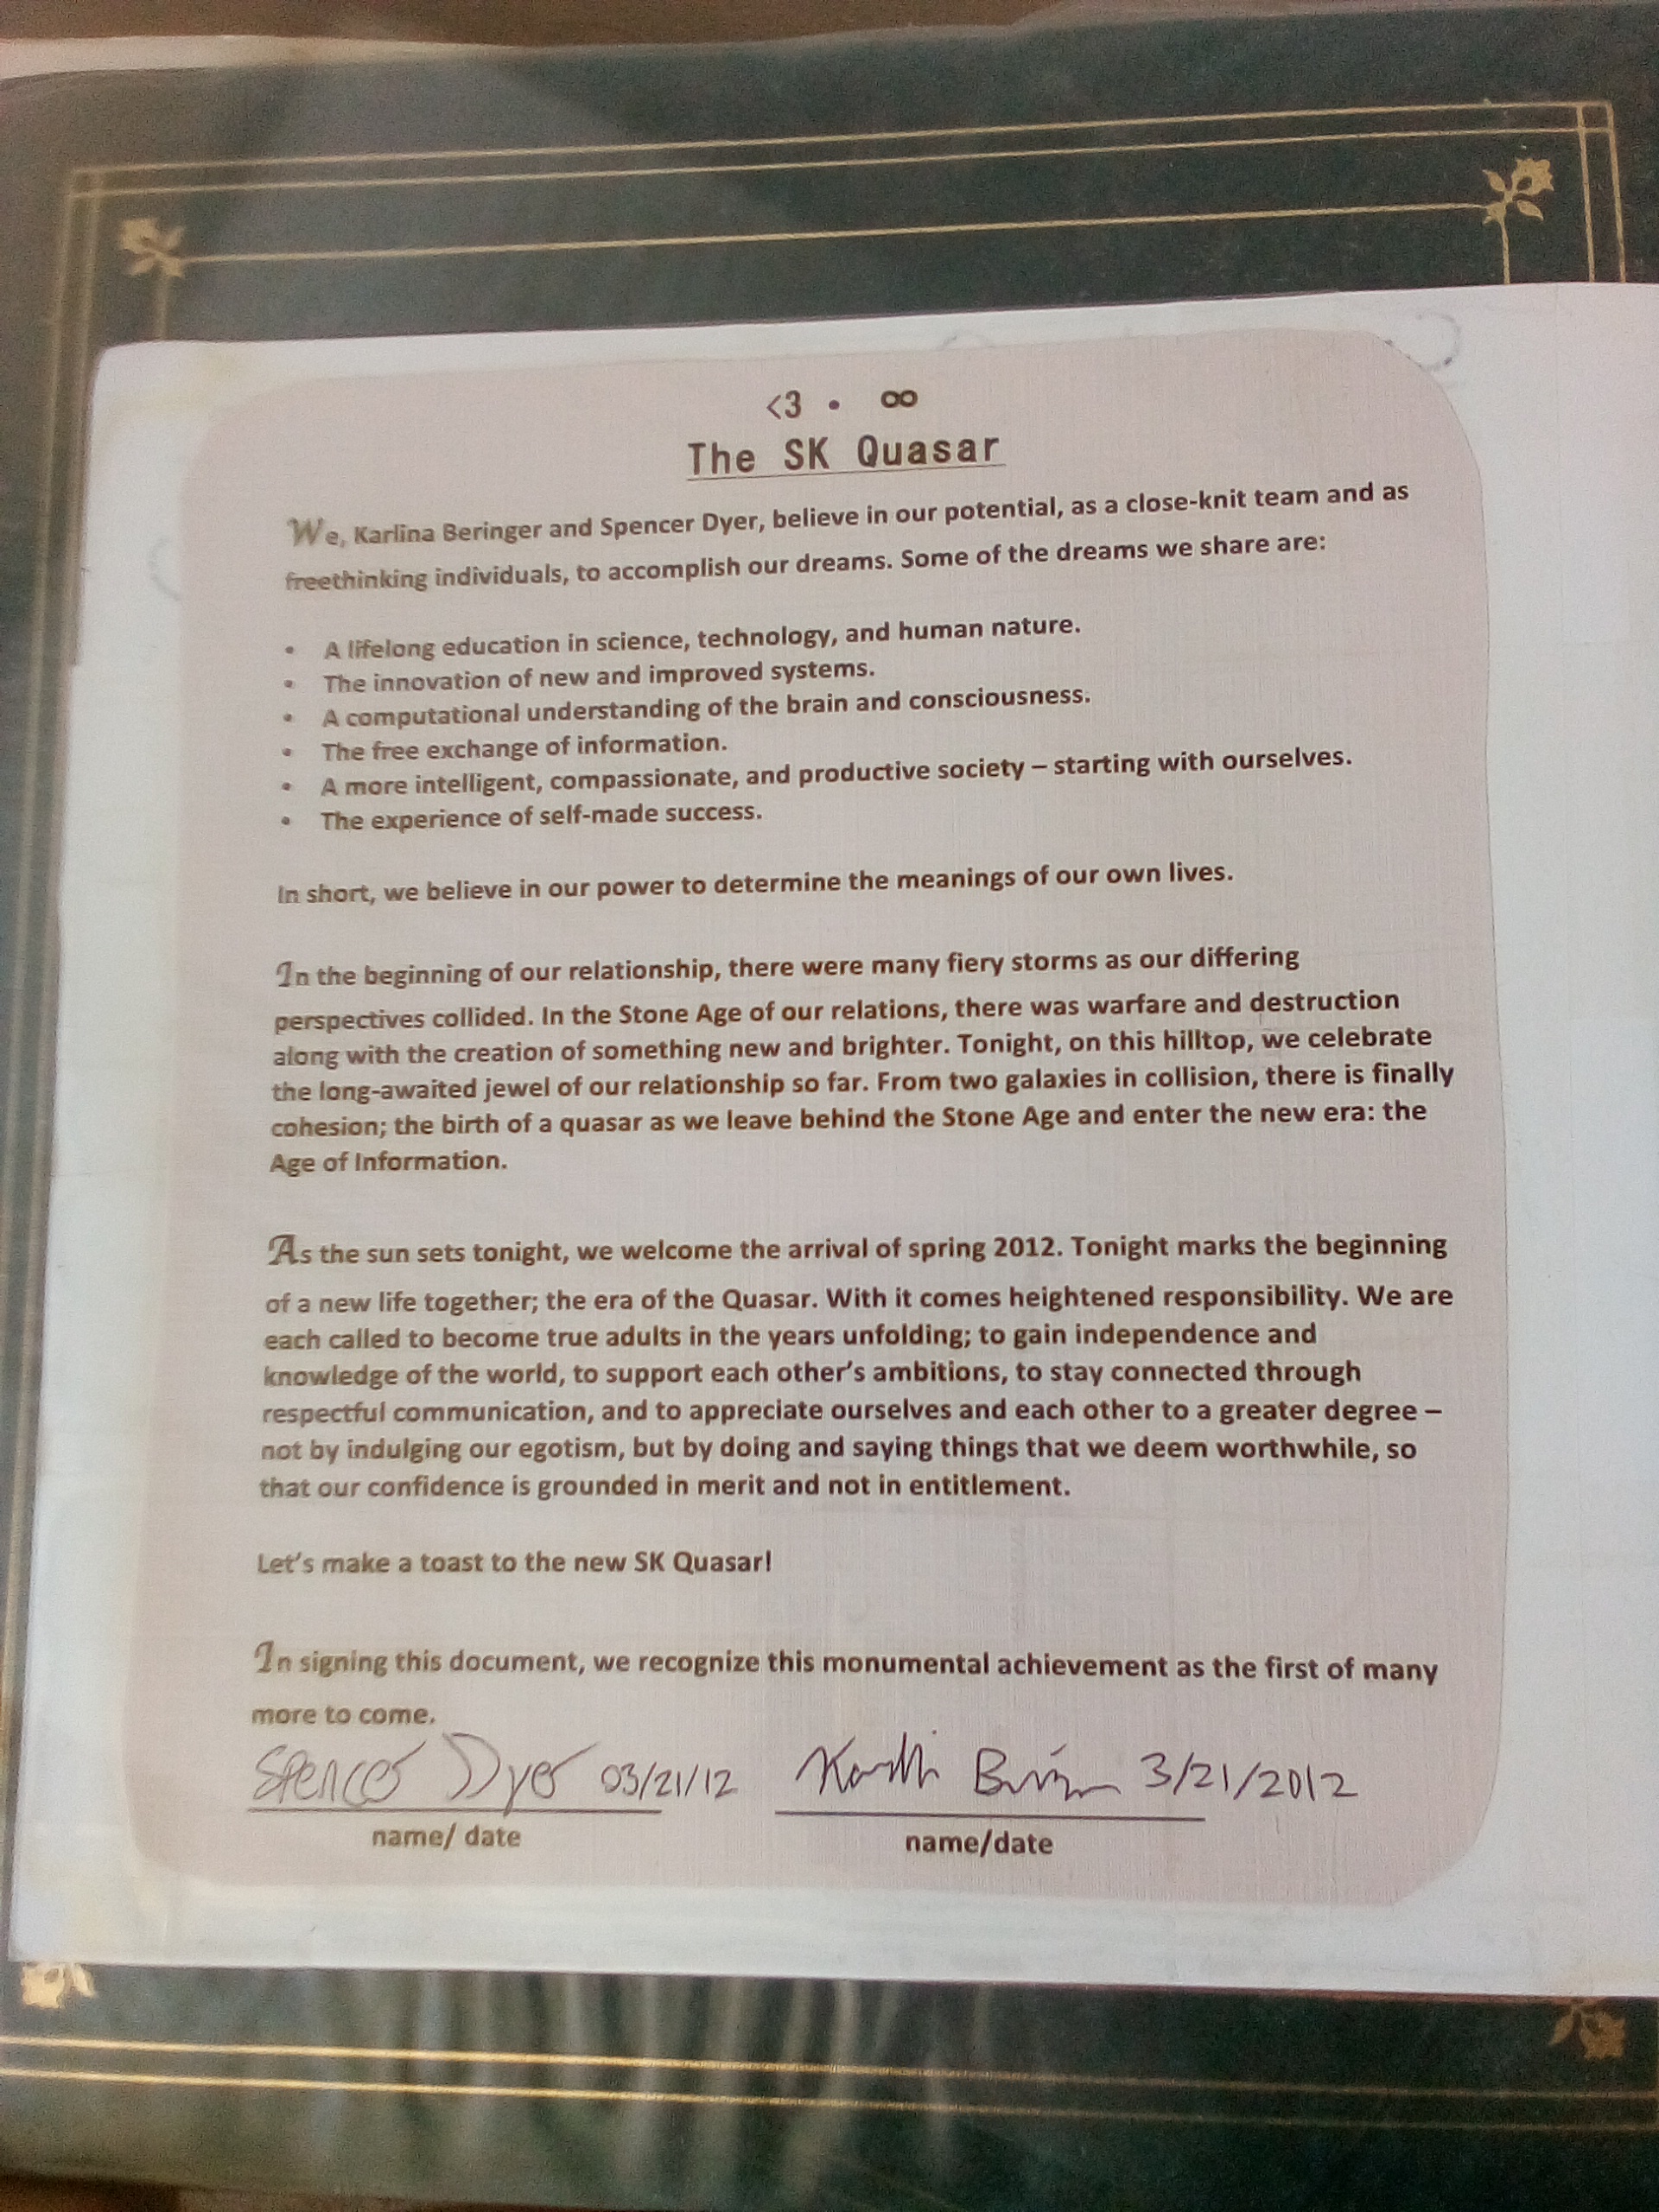 <3 • ∞
The SK Quasar
We, Karlina Beringer and Spencer Dyer, believe in our potential, as a close-knit team and as
freethinking individuals, to accomplish our dreams. Some of the dreams we share are:
• A lifelong education in science, technology, and human nature.
• The innovation of new and improved systems.
• A computational understanding of the brain and consciousness.
• The free exchange of information.
• A more intelligent, compassionate, and productive society – starting with ourselves.
• The experience of self-made success.
In short, we believe in our power to determine the meanings of our own lives.
In the beginning of our relationship, there were many fiery storms as our differing
perspectives collided. In the Stone Age of our relations, there was warfare and destruction
along with the creation of something new and brighter. Tonight, on this hilltop, we celebrate
the long-awaited jewel of our relationship so far. From two galaxies in collision, there is finally
cohesion; the birth of a quasar as we leave behind the Stone Age and enter the new era: the
Age of Information.
As the sun sets tonight, we welcome the arrival of spring 2012. Tonight marks the beginning
of a new life together; the era of the Quasar. With it comes heightened responsibility. We are
each called to become true adults in the years unfolding; to gain independence and
knowledge of the world, to support each other's ambitions, to stay connected through
respectful communication, and to appreciate ourselves and each other to a greater degree –
not by indulging our egotism, but by doing and saying things that we deem worthwhile, so
that our confidence is grounded in merit and not in entitlement.
Let's make a toast to the new SK Quasar!
In signing this document, we recognize this monumental achievement as the first of many
more to come.
Spencer Dyer 03/21/12 3/21/2012
name/ date name/date